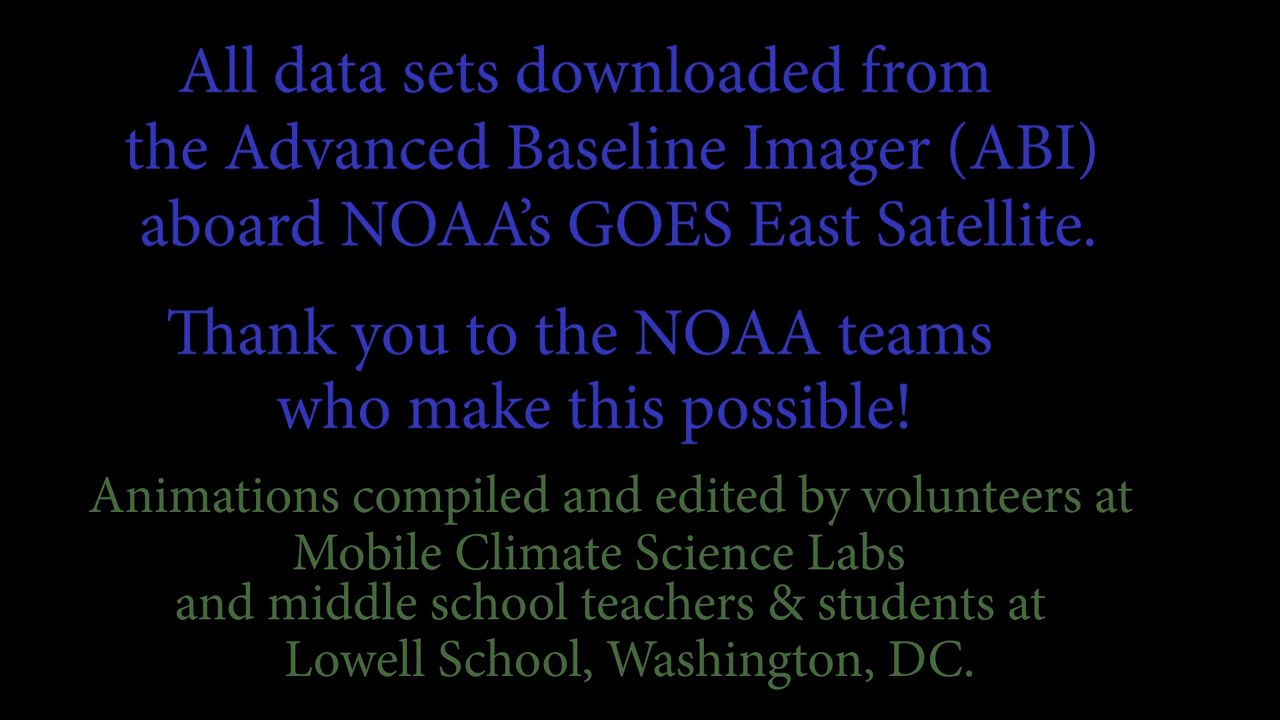 All data sets downloaded from
the Advanced Baseline Imager (ABI)
aboard NOAA’s GOES East Satellite.
Thank you to the NOAA teams
who make this possible!
Animations compiled and edited by volunteers at
Mobile Climate Science Labs
and middle school teachers & students at
Lowell School, Washington, DC.